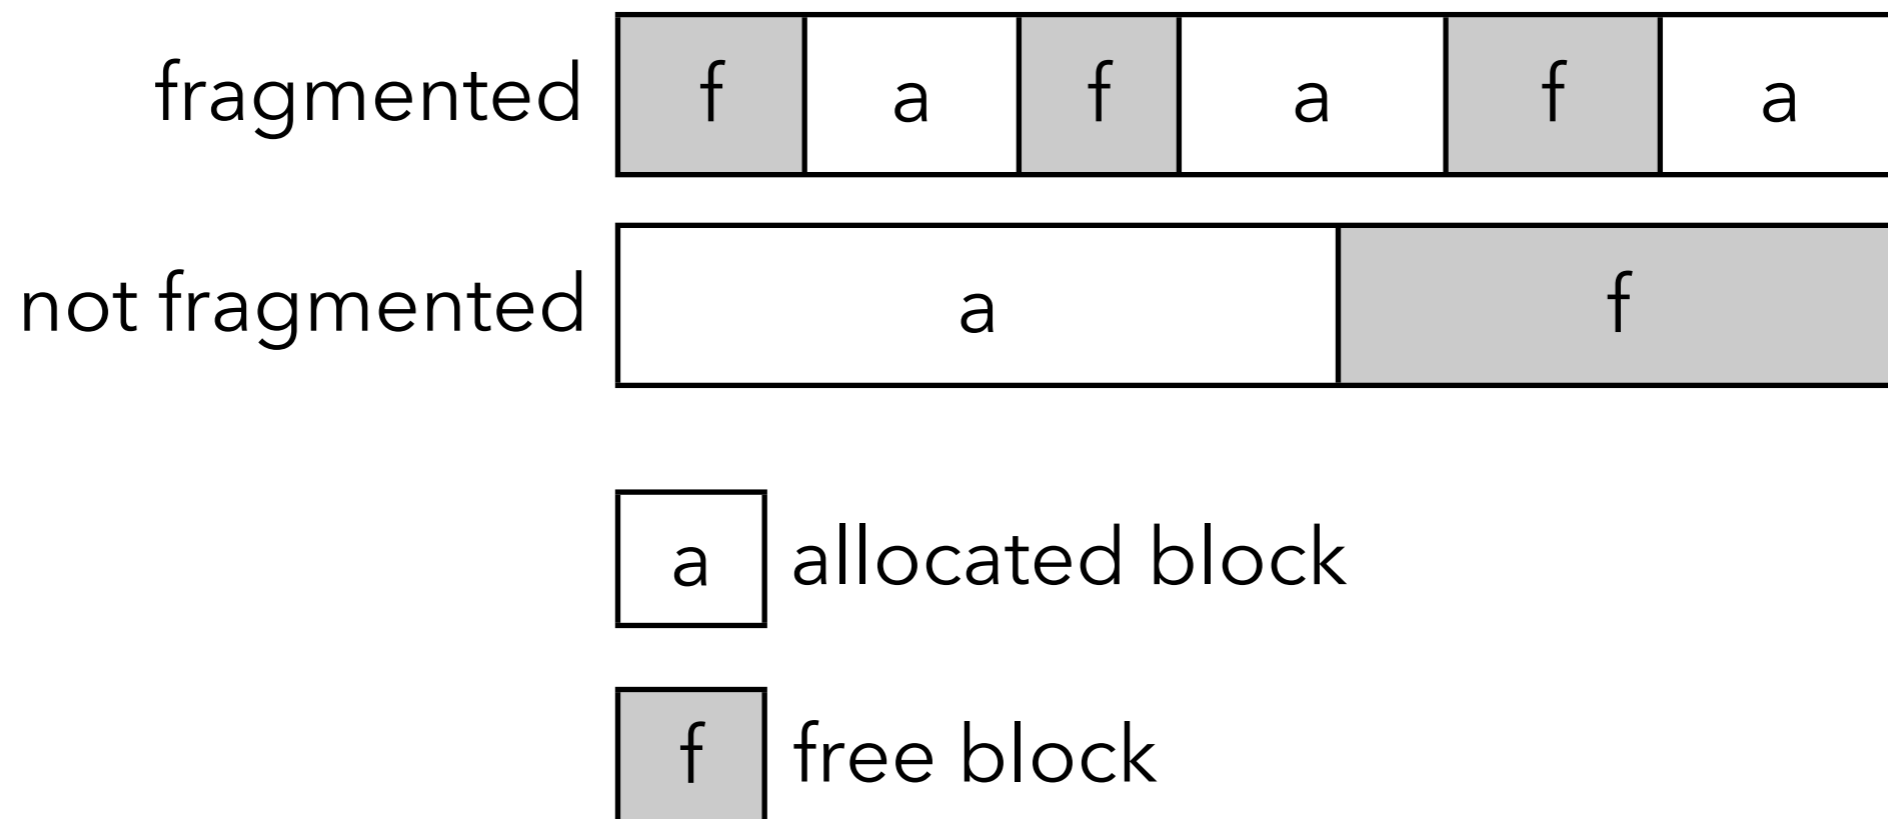 fragmented f a f a f a
not fragmented a f
a allocated block
f free block